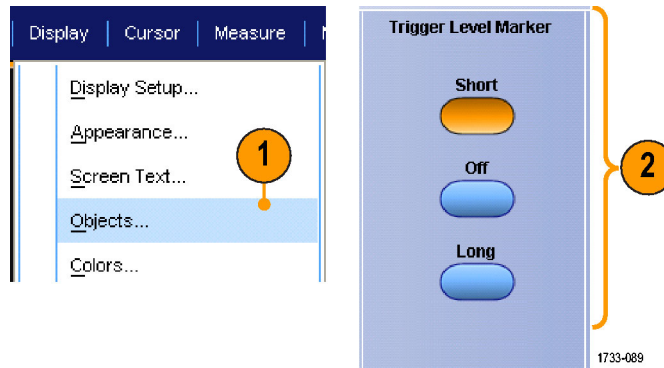 Display | Cursor | Measure |
Display Setup...
Appearance...
Screen Text...
Objects...
Colors...
1
Trigger Level Marker
Short
Off
Long
2
1733-089